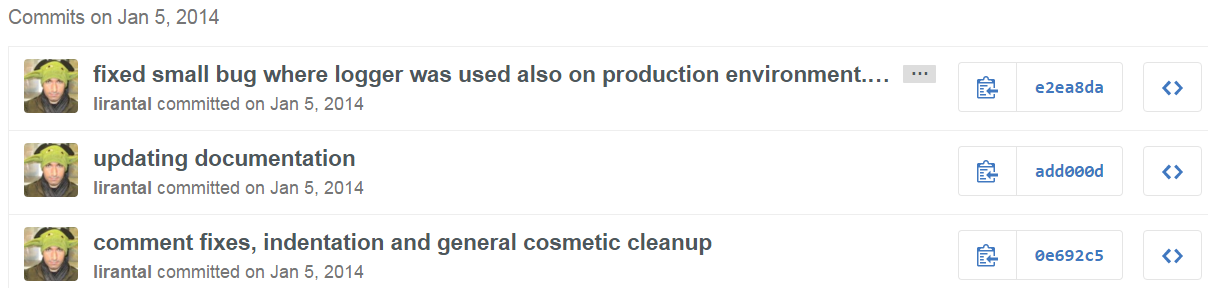 Commits on Jan 5, 2014
fixed small bug where logger was used also on production environment.... ...
e2ea8da
lirantal committed on Jan 5, 2014
updating documentation
add000d
lirantal committed on Jan 5, 2014
comment fixes, indentation and general cosmetic cleanup
0e692c5
lirantal committed on Jan 5, 2014